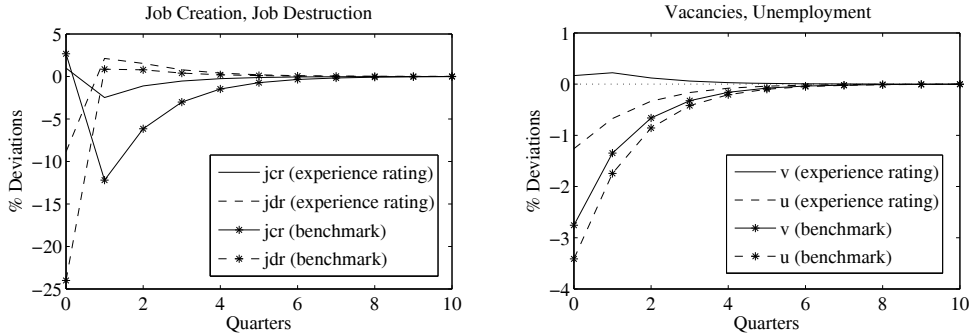 Job Creation, Job Destruction
% Deviations
5
0
−5
−10
−15
−20
−25
jcr (experience rating)
jdr (experience rating)
jcr (benchmark)
jdr (benchmark)
0 2 4 6 8 10
Quarters
Vacancies, Unemployment
% Deviations
1
0
−1
−2
−3
−4
v (experience rating)
u (experience rating)
v (benchmark)
u (benchmark)
0 2 4 6 8 10
Quarters